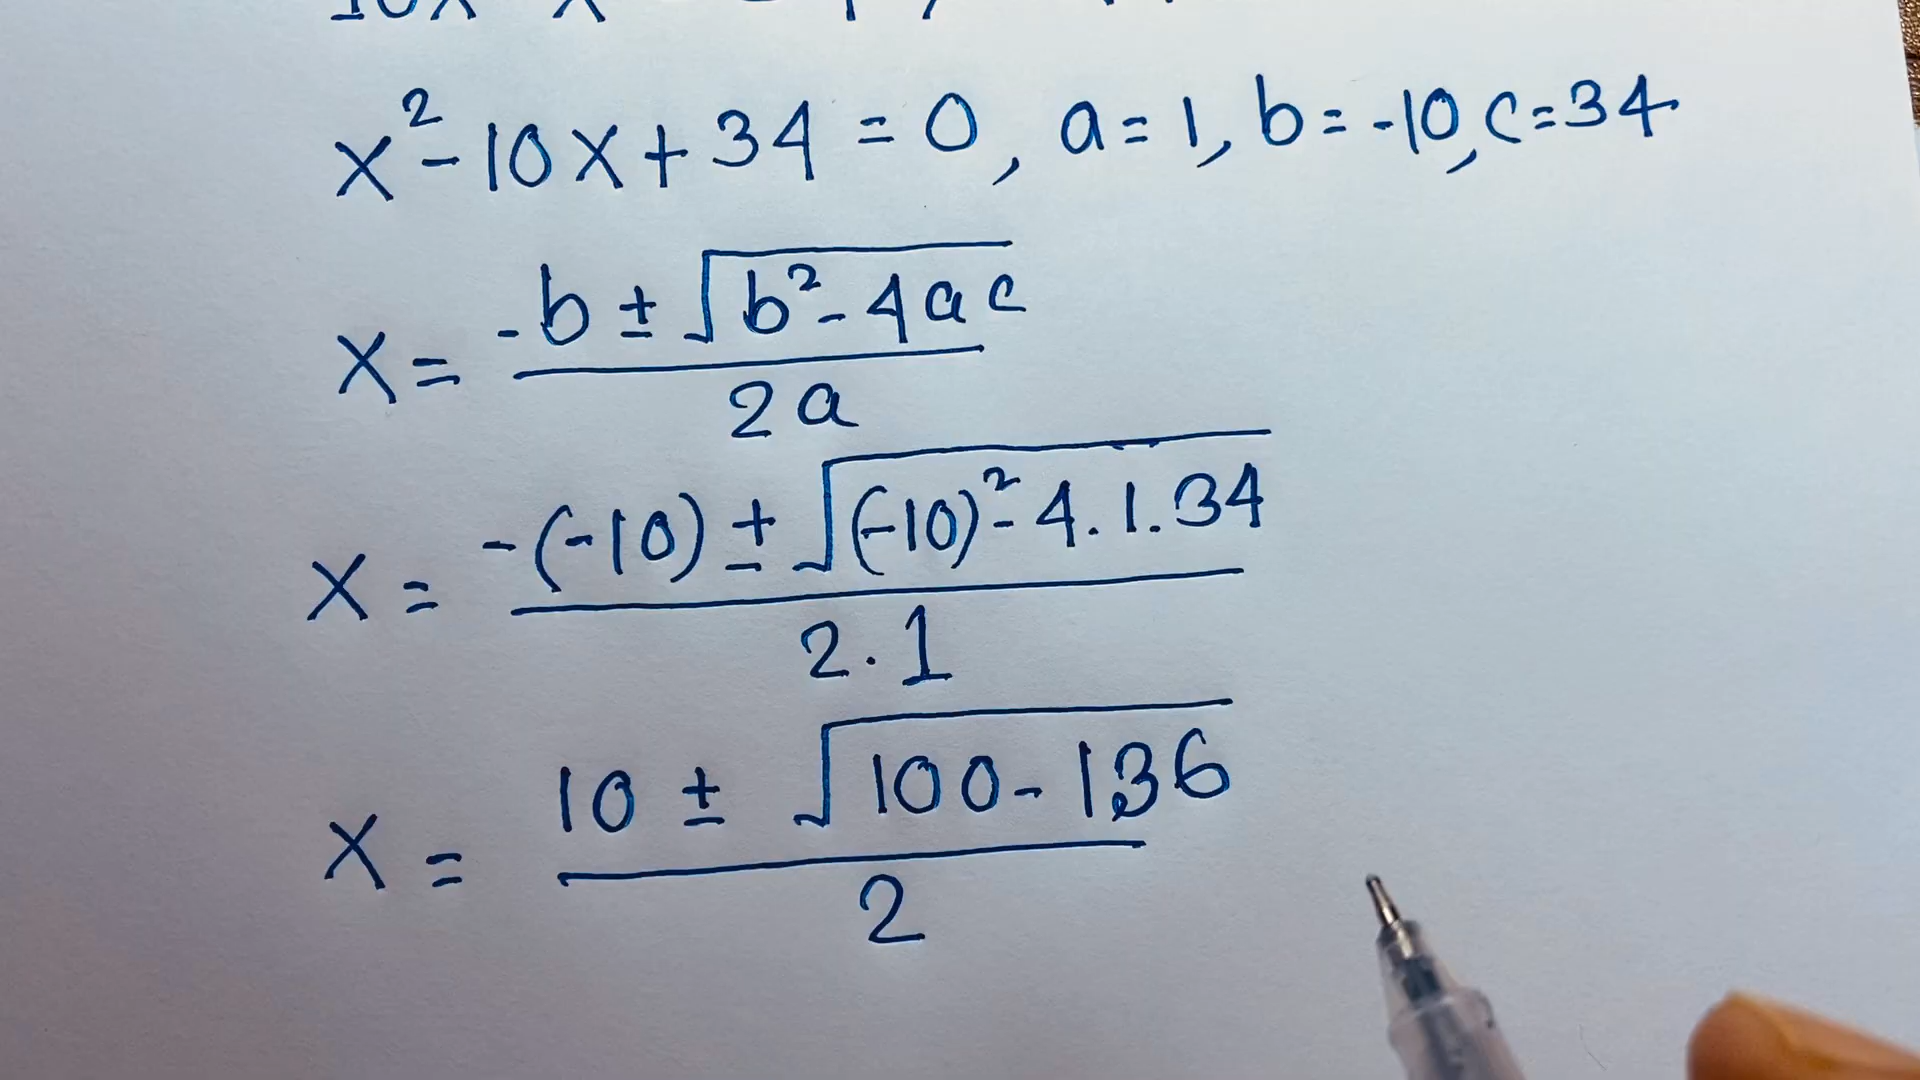 x² - 10x + 34 = 0, a = 1, b = -10, c = 34
x = -b ± √(b² - 4ac) / 2a
x = -(-10) ± √((-10)² - 4.1.34) / 2.1
x = 10 ± √(100 - 136) / 2